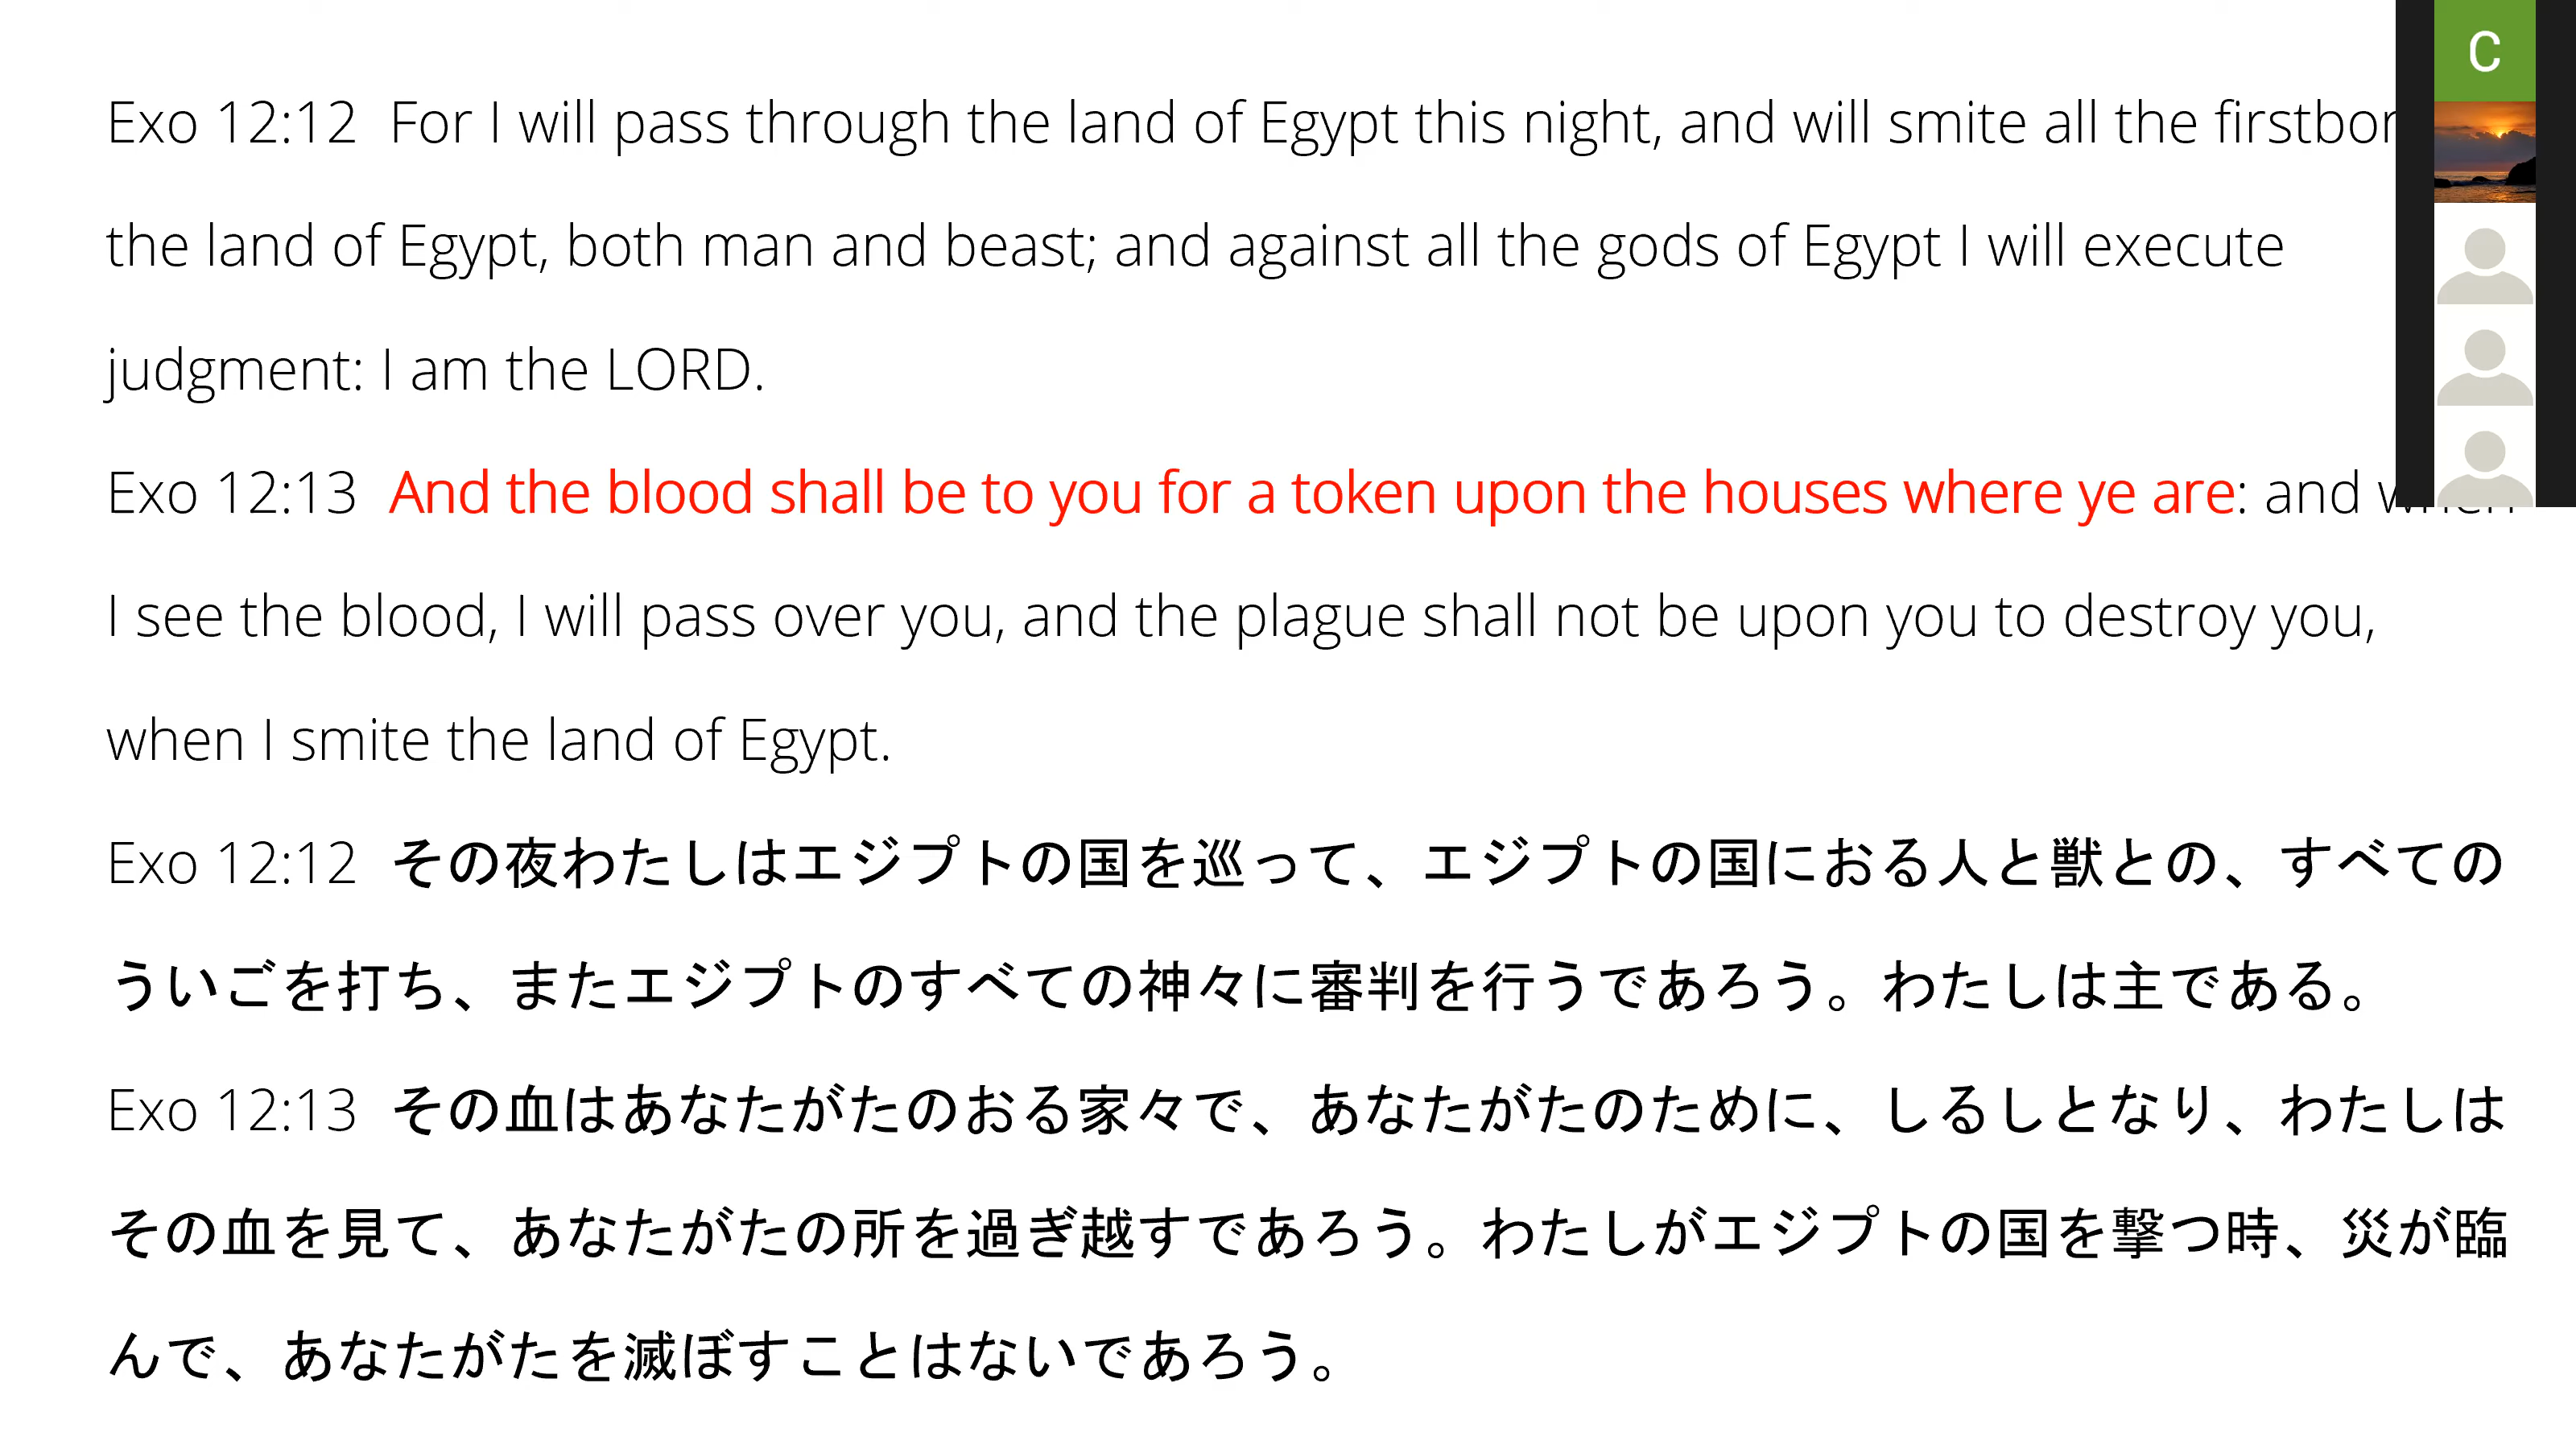 C
Exo 12:12 For I will pass through the land of Egypt this night, and will smite all the
the land of Egypt, both man and beast; and against all the gods of Egypt I will execute
judgment: I am the LORD.
Exo 12:13 And the blood shall be to you for a token upon the houses where ye are: and when
I see the blood, I will pass over you, and the plague shall not be upon you to destroy you,
when I smite the land of Egypt.
Exo 12:12 その夜わたしはエジプトの国を巡って、エジプトの国におる人と獣との、すべての
ういごを打ち、またエジプトのすべての神々に審判を行うであろう。わたしは主である。
Exo 12:13 その血はあなたがたのおる家々で、あなたがたのために、しるしとなり、わたしは
その血を見て、あなたがたの所を過ぎ越すであろう。わたしがエジプトの国を撃つ時、災が臨
んで、あなたがたを滅ぼすことはないであろう。